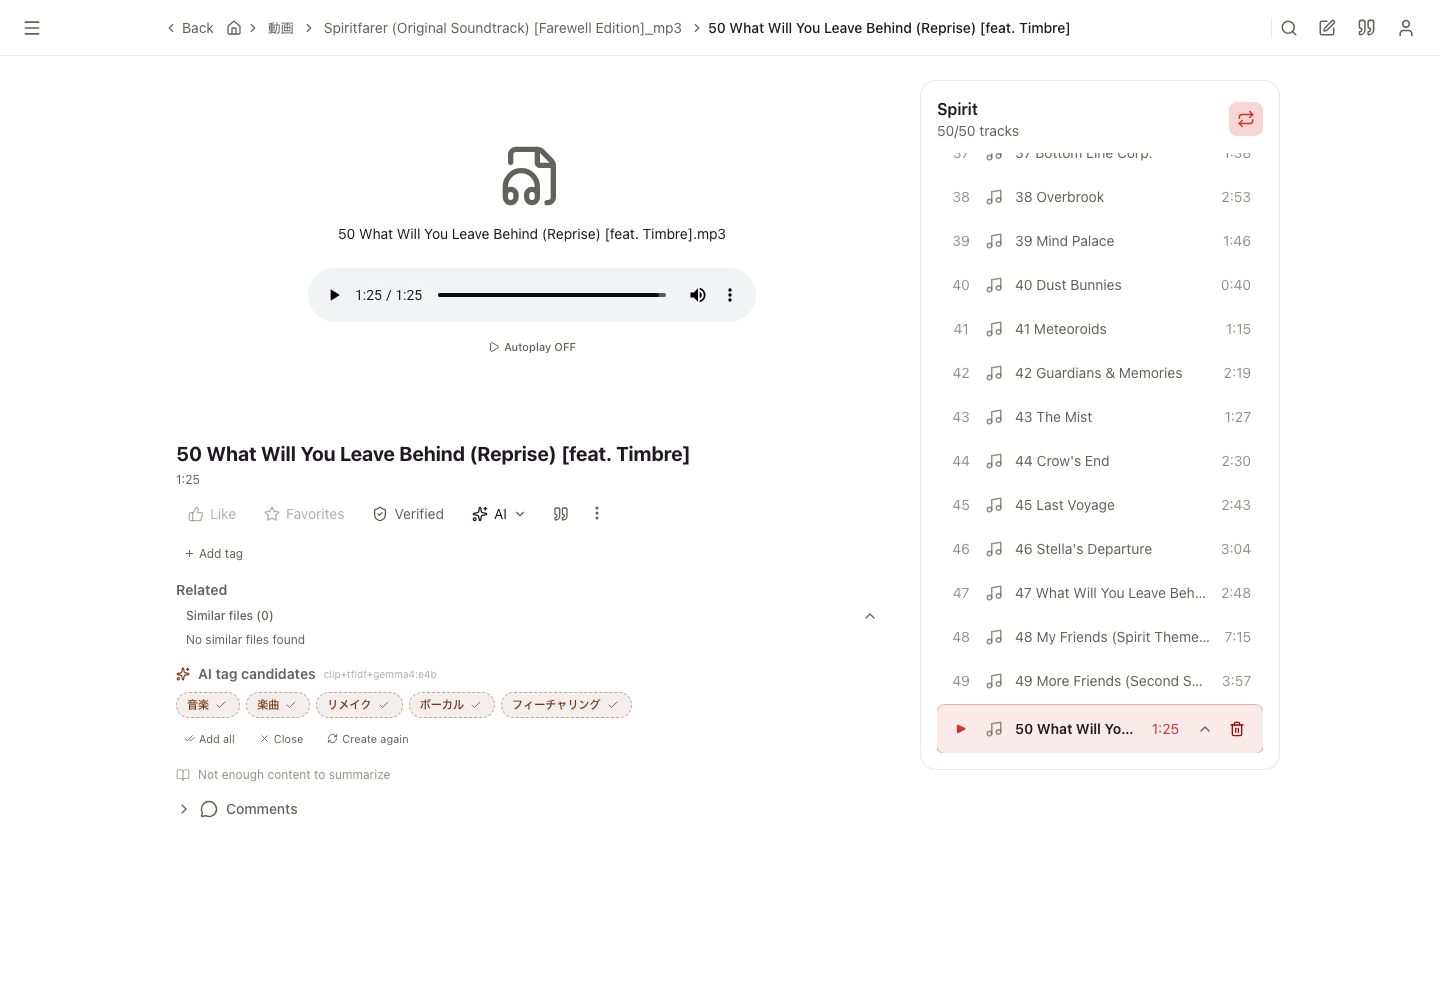 Back
動画
Spiritfarer (Original Soundtrack) [Farewell Edition]_mp3
50 What Will You Leave Behind (Reprise) [feat. Timbre]
50 What Will You Leave Behind (Reprise) [feat. Timbre].mp3
1:25 / 1:25
Autoplay OFF
50 What Will You Leave Behind (Reprise) [feat. Timbre]
1:25
Like
Favorites
Verified
AI
+ Add tag
Related
Similar files (0)
No similar files found
AI tag candidates clip+tfidf+gemma4:e4b
音楽
楽曲
リメイク
ボーカル
フィーチャリング
Add all
Close
Create again
Not enough content to summarize
Comments
Spirit
50/50 tracks
37 37 Bottom Line Corp. 1:38
38 38 Overbrook 2:53
39 39 Mind Palace 1:46
40 40 Dust Bunnies 0:40
41 41 Meteoroids 1:15
42 42 Guardians & Memories 2:19
43 43 The Mist 1:27
44 44 Crow's End 2:30
45 45 Last Voyage 2:43
46 46 Stella's Departure 3:04
47 47 What Will You Leave Beh... 2:48
48 48 My Friends (Spirit Theme... 7:15
49 49 More Friends (Second S... 3:57
50 What Will Yo... 1:25